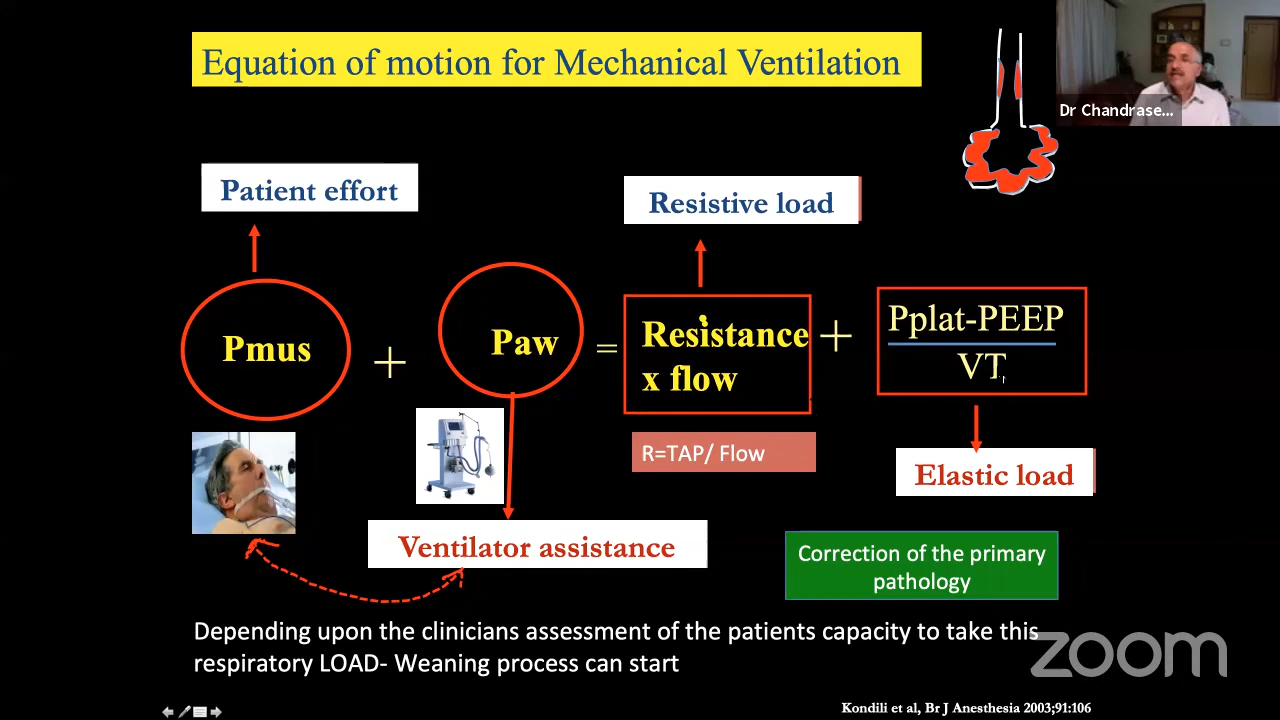 Equation of motion for Mechanical Ventilation
Dr Chandrase...
Patient effort
Resistive load
Pmus
+
Paw
=
Resistance
x flow
+
Pplat-PEEP
VT
R=TAP/ Flow
Elastic load
Ventilator assistance
Correction of the primary
pathology
Depending upon the clinicians assessment of the patients capacity to take this
respiratory LOAD- Weaning process can start
zoom
Kondili et al, Br J Anesthesia 2003;91:106